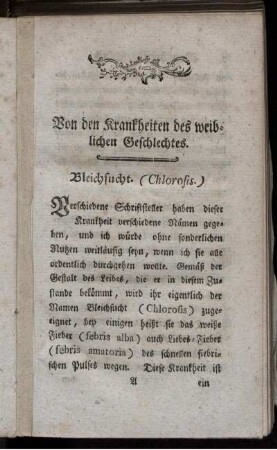 Von den Krankheiten des weib-
lichen Geschlechtes.
Bleichsucht. (Chlorosis.)
Verschiedene Schriftsteller haben dieser
Krankheit verschiedene Nämen gege-
ben, und ich würde ohne sonderlichen
Nutzen weitläufig seyn, wenn ich sie alle
ordentlich durchgehen wollte. Gemäß der
Gestalt des Leibes, die er in diesem Zu-
stande bekömmt, wird ihr eigentlich der
Namen Bleichsucht (Chlorosis) zuge-
eignet, bey einigen heißt sie das weiße
Fieber (febris alba) auch Liebes-Fieber
(febris amatoria) des schnellen fiebri-
schen Pulses wegen. Diese Krankheit ist
A ein